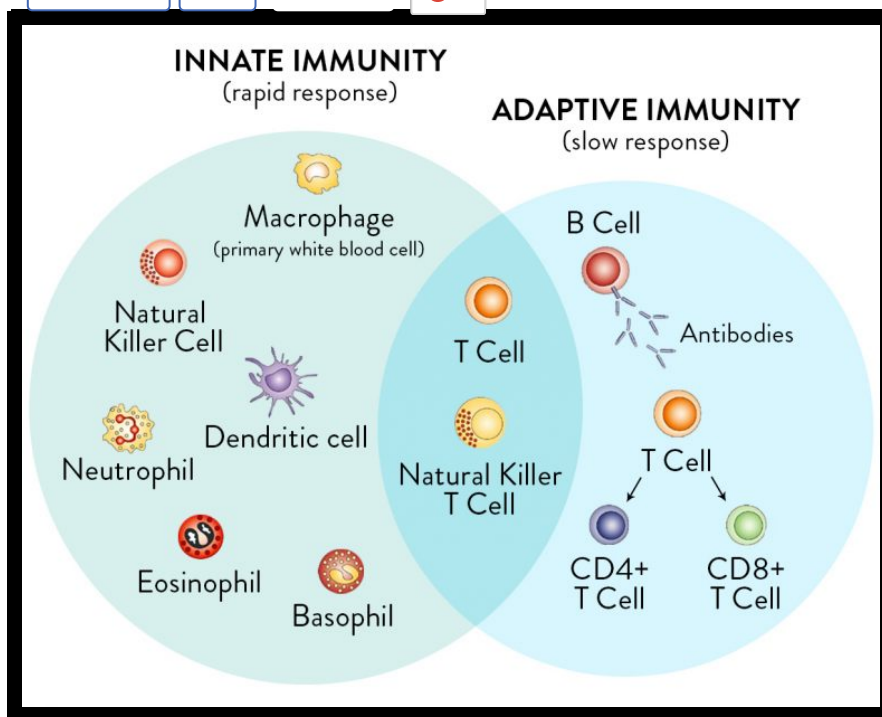 INNATE IMMUNITY
(rapid response)
ADAPTIVE IMMUNITY
(slow response)
Macrophage
(primary white blood cell)
Natural
Killer Cell
Dendritic cell
Neutrophil
Eosinophil
Basophil
T Cell
Natural Killer
T Cell
B Cell
Antibodies
T Cell
CD4+
T Cell
CD8+
T Cell